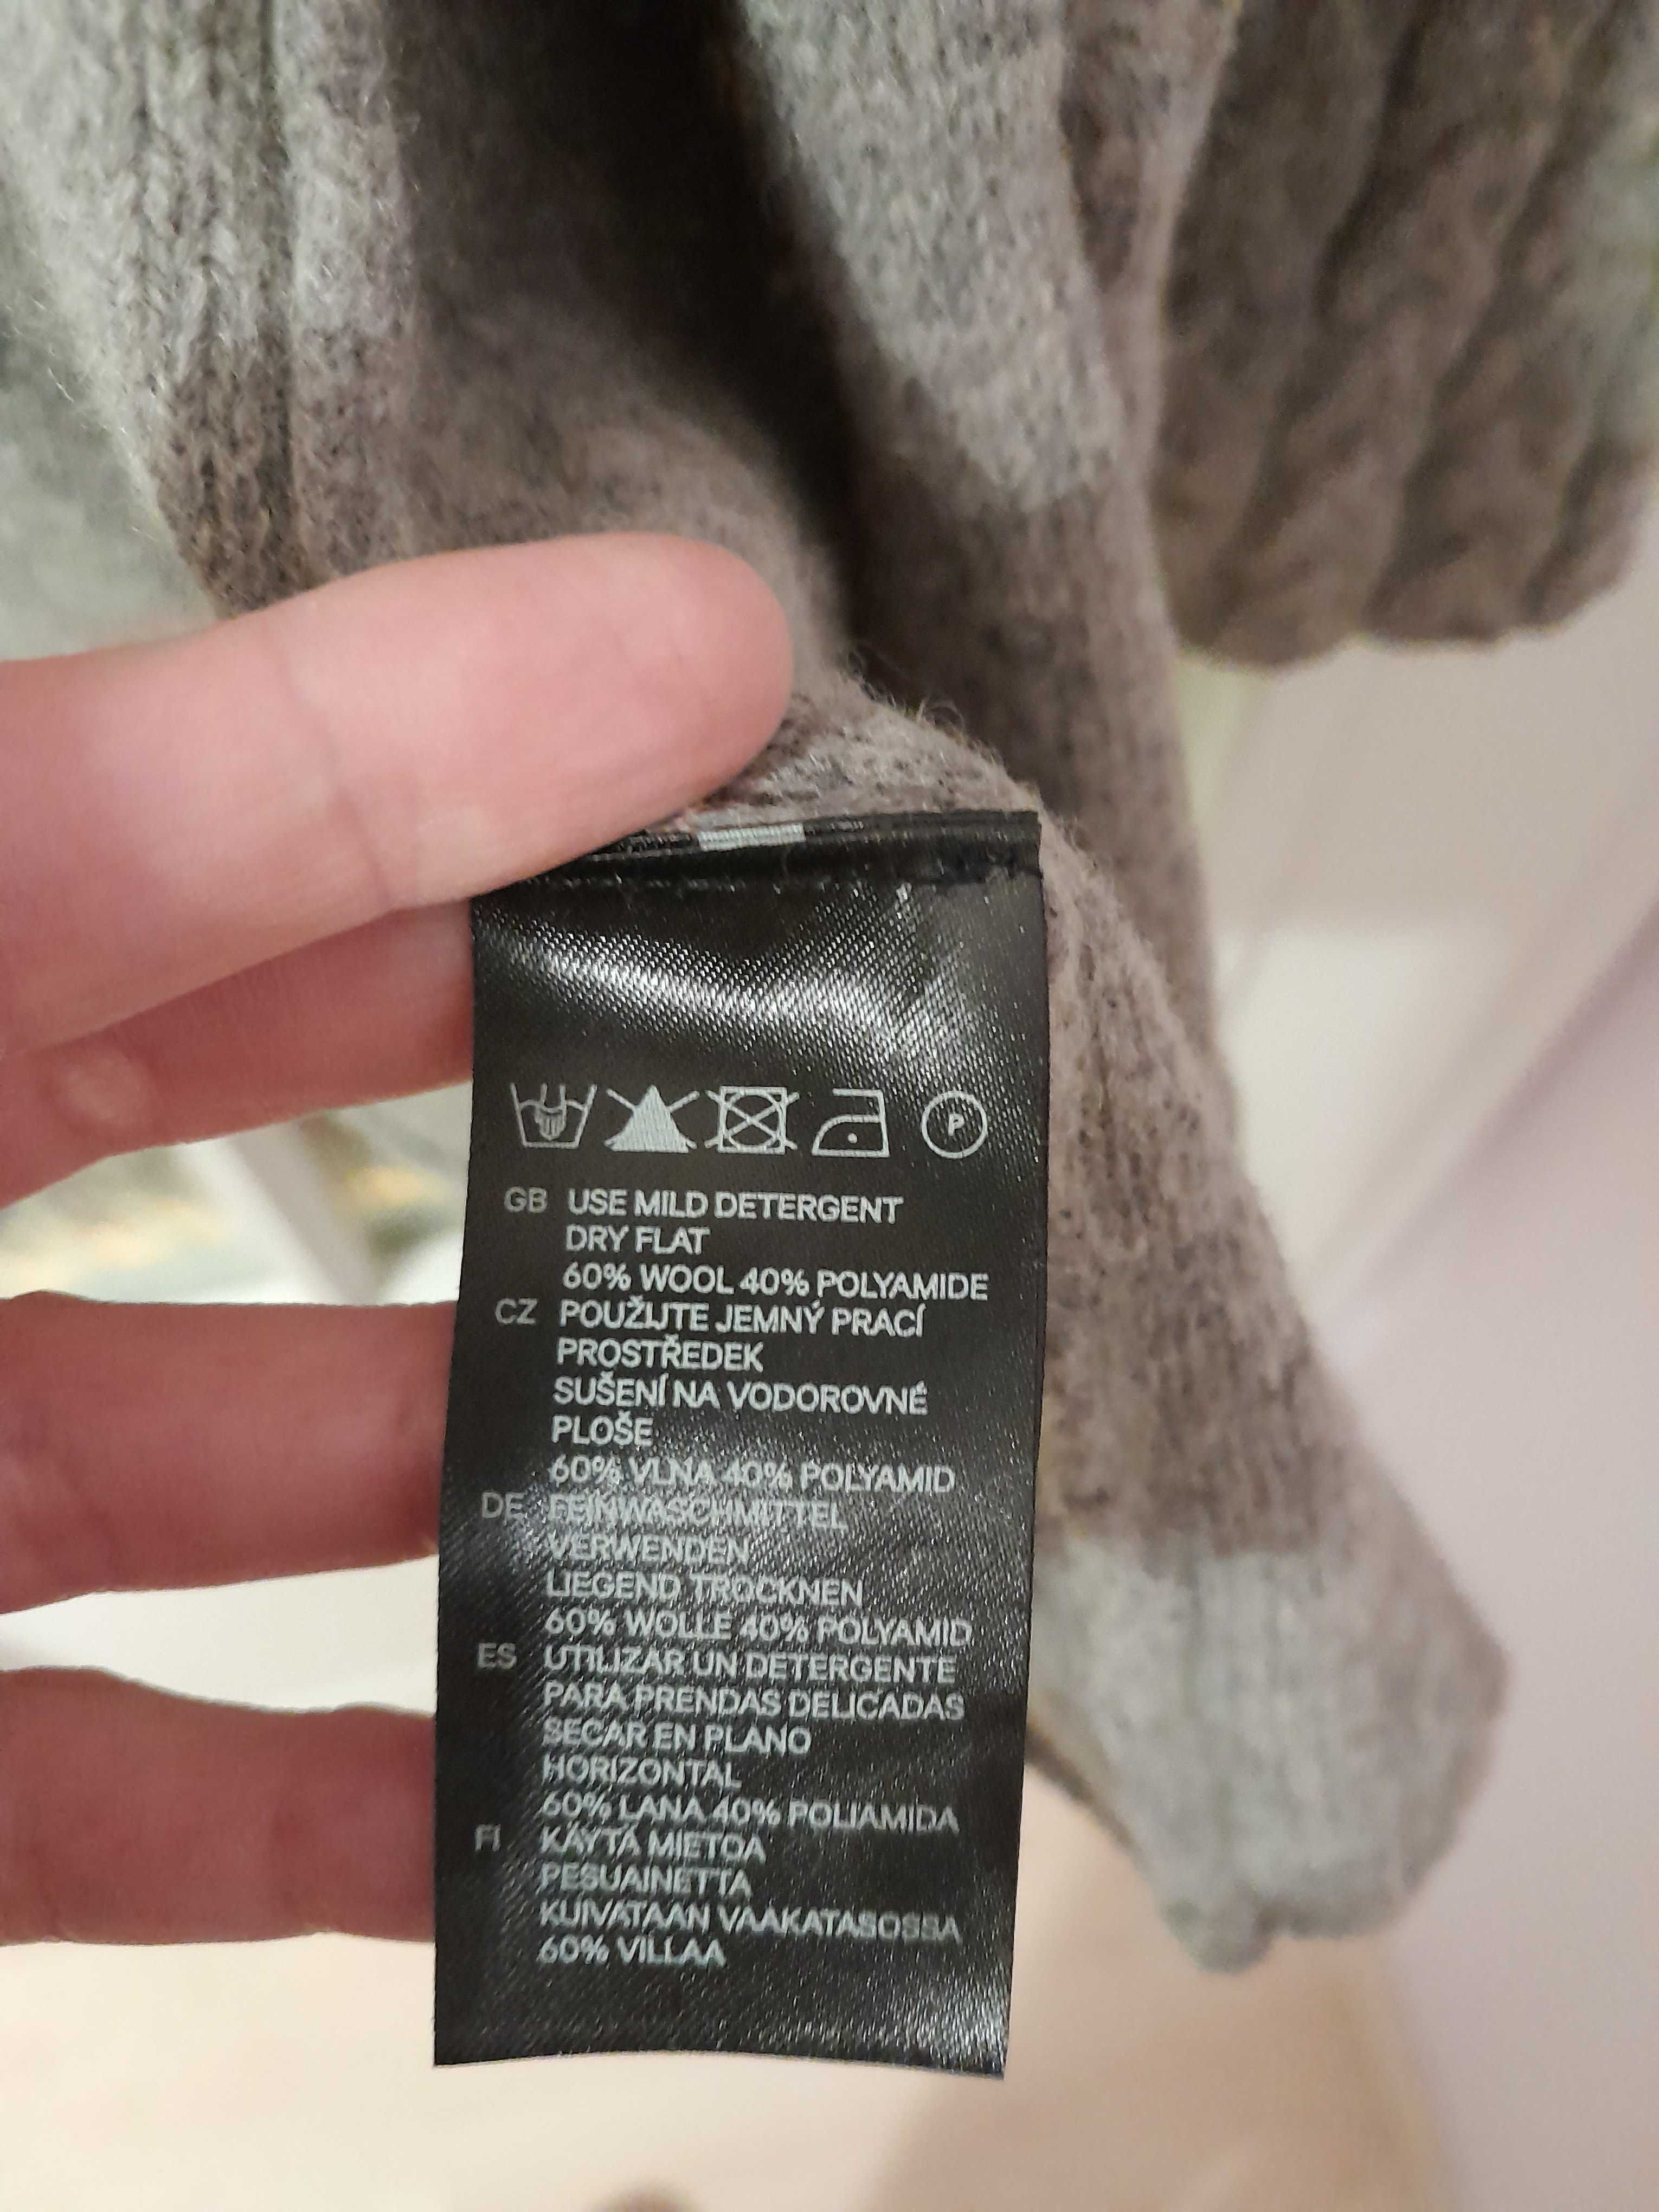 P
GB USE MILD DETERGENT
DRY FLAT
60% WOOL 40% POLYAMIDE
CZ POUŽIJTE JEMNÝ PRACÍ
PROSTŘEDEK
SUŠENÍ NA VODOROVNÉ
PLOŠE
60% VLNA 40% POLYAMID
DE FEINWASCHMITTEL
VERWENDEN
LIEGEND TROCKNEN
60% WOLLE 40% POLYAMID
ES UTILIZAR UN DETERGENTE
PARA PRENDAS DELICADAS
SECAR EN PLANO
HORIZONTAL
60% LANA 40% POLIAMIDA
FI KÄYTÄ MIETOA
PESUAINETTA
KUIVATAAN VAAKATASOSSA
60% VILLAA